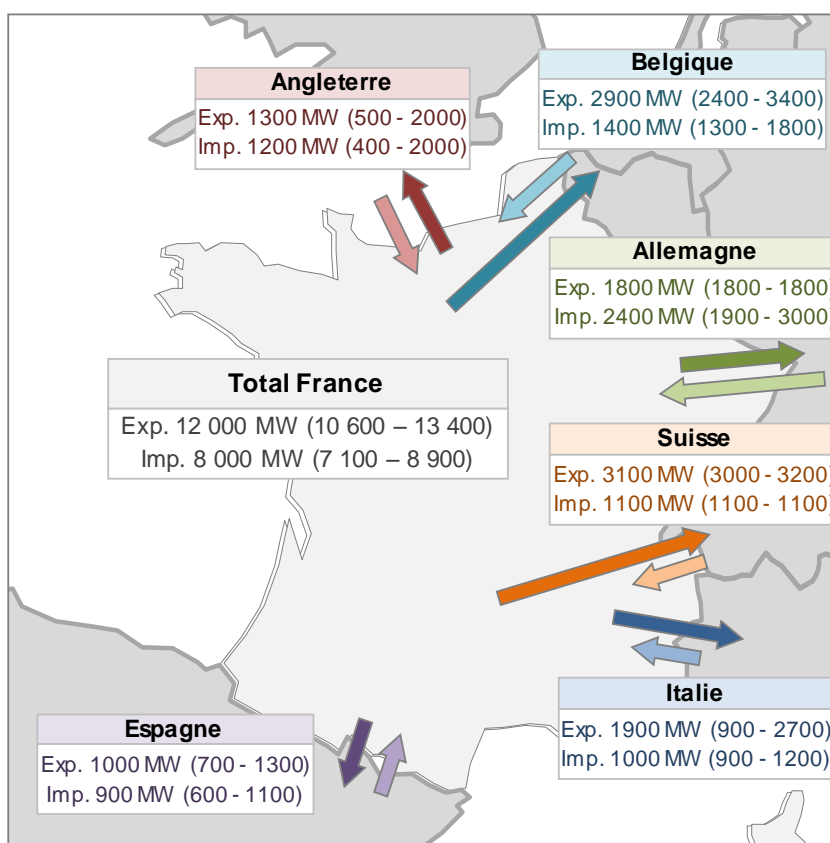 Angleterre
Exp. 1300 MW (500 - 2000)
Imp. 1200 MW (400 - 2000)
Belgique
Exp. 2900 MW (2400 - 3400)
Imp. 1400 MW (1300 - 1800)
Allemagne
Exp. 1800 MW (1800 - 1800)
Imp. 2400 MW (1900 - 3000)
Total France
Exp. 12 000 MW (10 600 – 13 400)
Imp. 8 000 MW (7 100 – 8 900)
Suisse
Exp. 3100 MW (3000 - 3200)
Imp. 1100 MW (1100 - 1100)
Italie
Exp. 1900 MW (900 - 2700)
Imp. 1000 MW (900 - 1200)
Espagne
Exp. 1000 MW (700 - 1300)
Imp. 900 MW (600 - 1100)